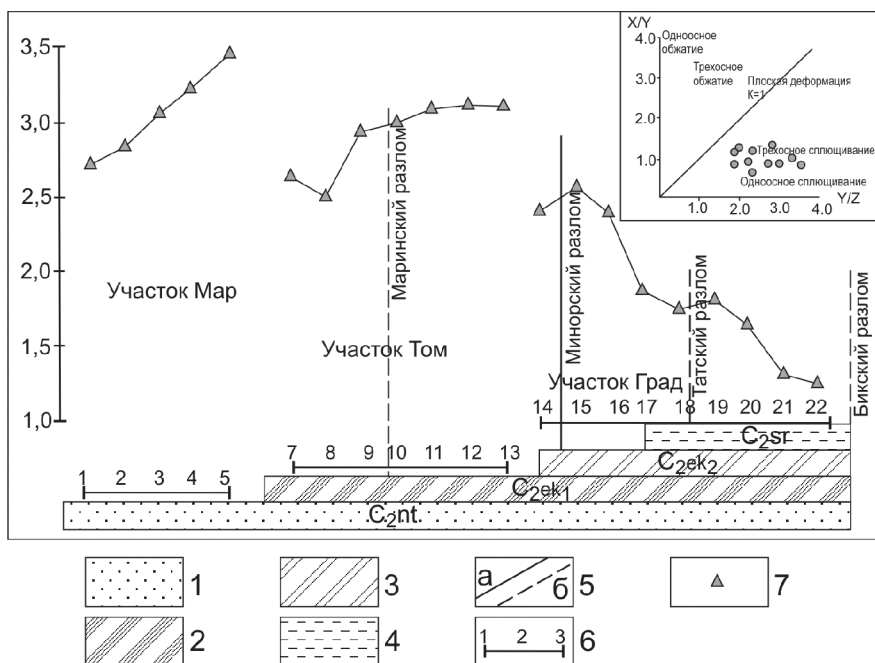 3,5
3,0
2,5
2,0
1,5
1,0
Участок Мар
1 2 3 4 5
Маринский разлом
Участок Том
7 8 9 10 11 12 13
Минорский разлом
Татский разлом
Бикский разлом
Участок Град
14 15 16 17 18 19 20 21 22
C₂sr
C₂ek₂
C₂ek₁
C₂nt.
X/Y
4.0
3.0
2.0
1.0
Одноосное
обжатие
Трехосное
обжатие
Плоская деформация
К=1
Трехосное сплющивание
Одноосное сплющивание
1.0 2.0 3.0 4.0
Y/Z
1
3
а б 5
7
2
4
1 2 3 6